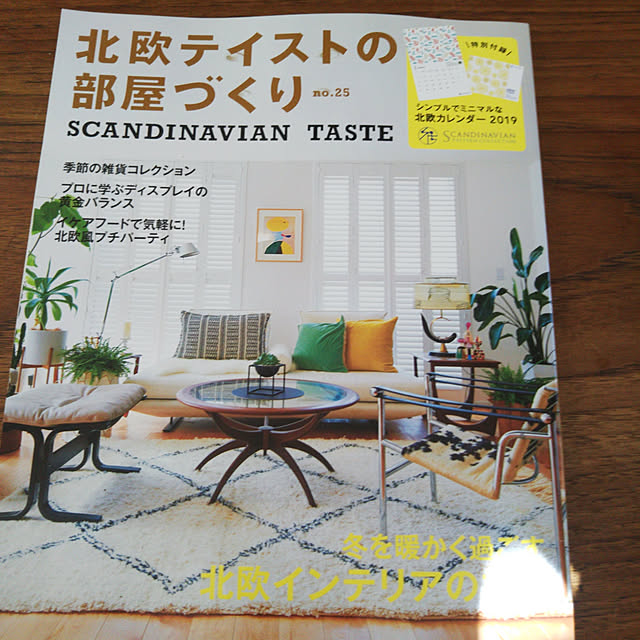 北欧テイストの
部屋づくり no.25
SCANDINAVIAN TASTE
特別付録
シンプルでミニマルな
北欧カレンダー 2019
SCANDINAVIAN
季節の雑貨コレクション
プロに学ぶディスプレイの
黄金バランス
イケアフードで気軽に!
北欧風プチパーティ
冬を暖かく過ごす
北欧インテリアの